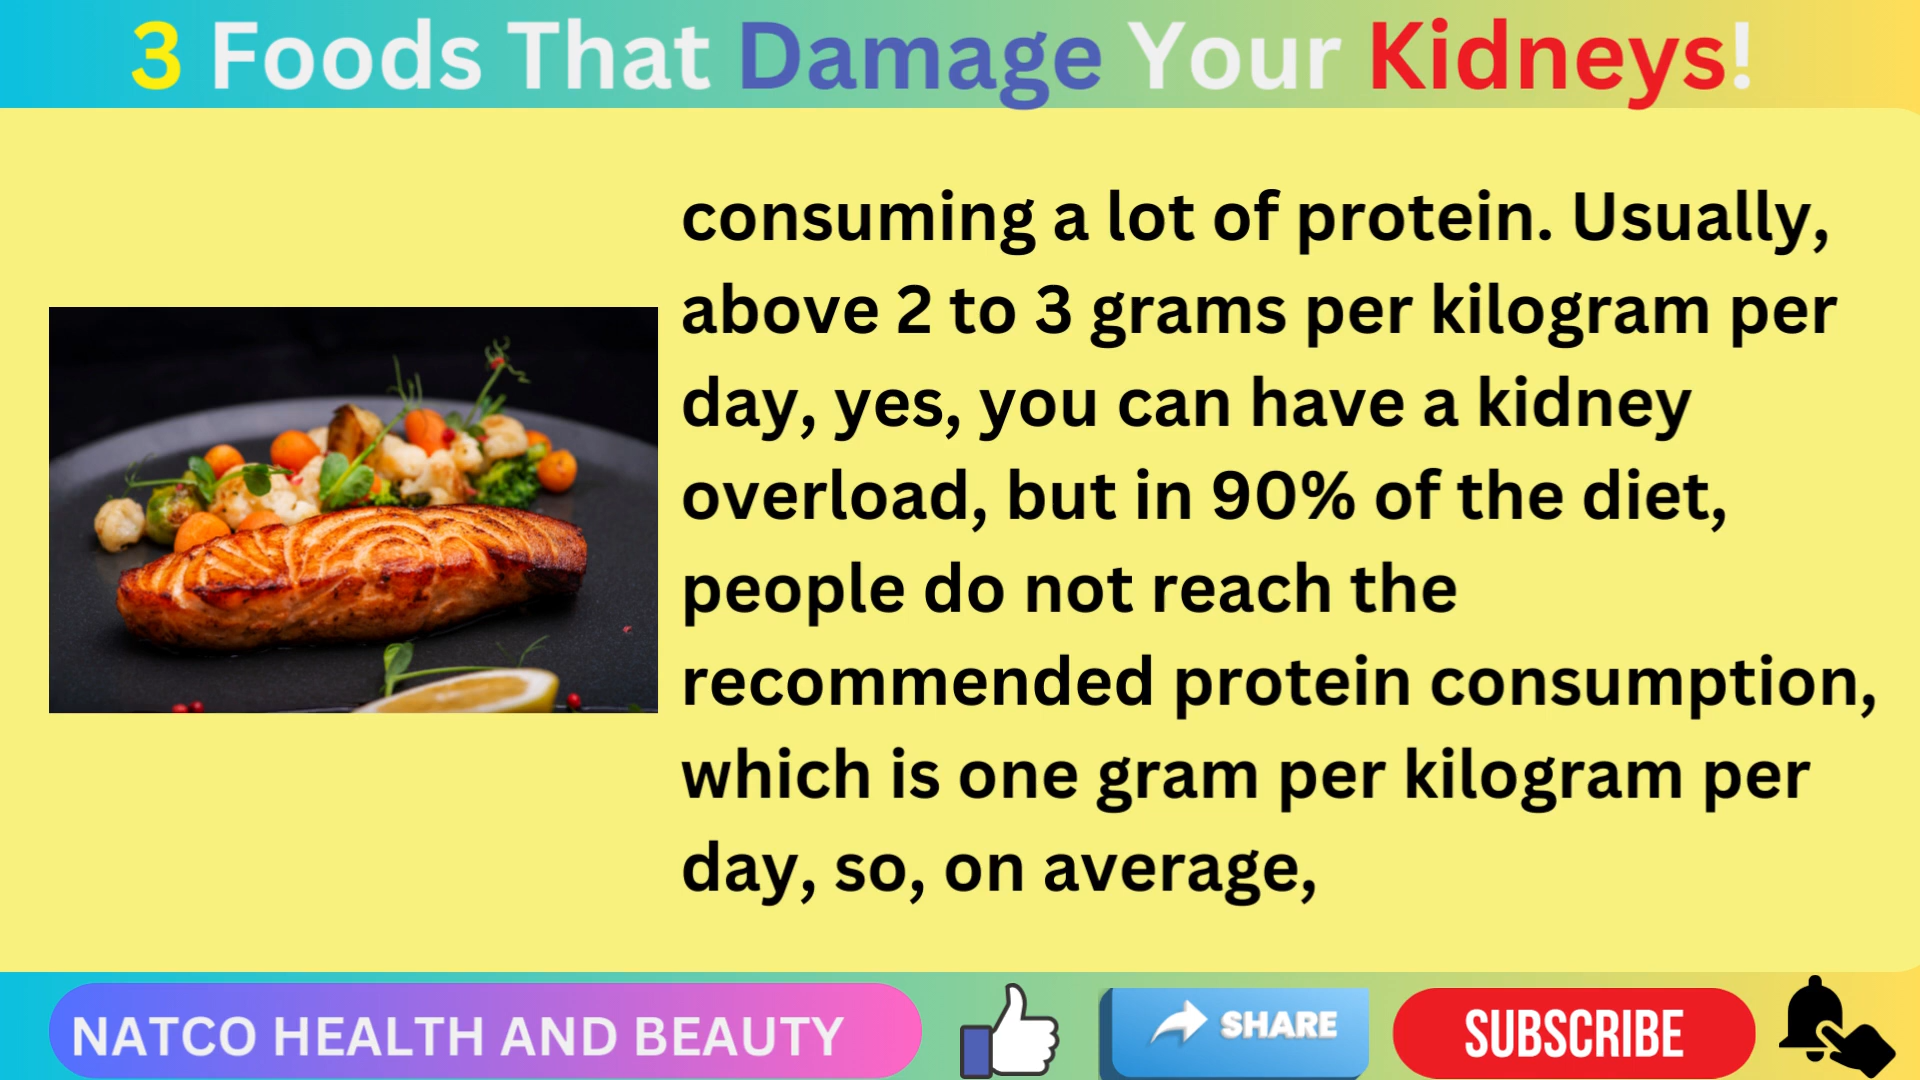 3 Foods That Damage Your Kidneys!
consuming a lot of protein. Usually,
above 2 to 3 grams per kilogram per
day, yes, you can have a kidney
overload, but in 90% of the diet,
people do not reach the
recommended protein consumption,
which is one gram per kilogram per
day, so, on average,
NATCO HEALTH AND BEAUTY
SHARE
SUBSCRIBE